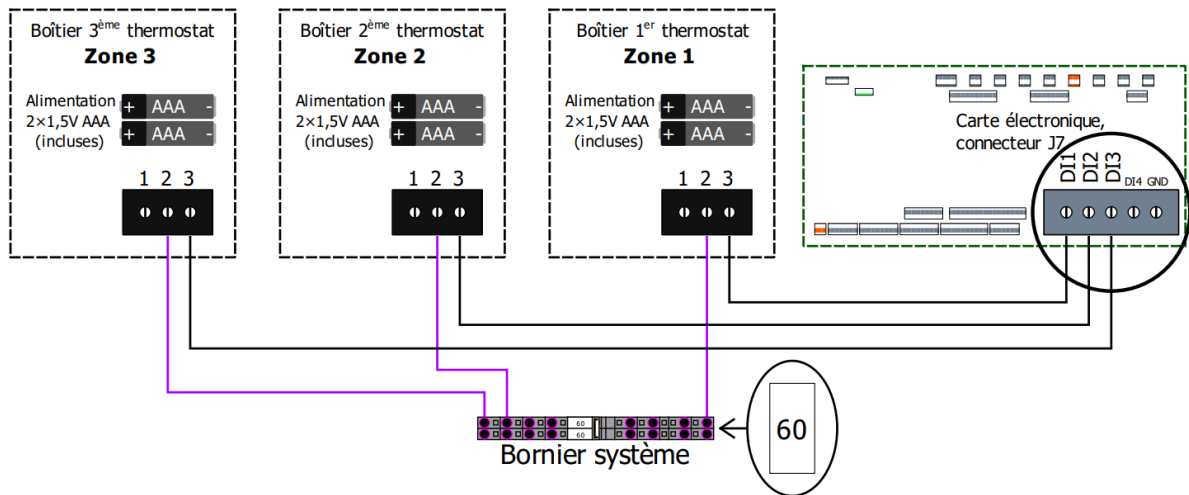 Boîtier 3ème thermostat
Zone 3
Alimentation
2×1,5V AAA
(incluses)
+ AAA -
+ AAA -
1 2 3
Boîtier 2ème thermostat
Zone 2
Alimentation
2×1,5V AAA
(incluses)
+ AAA -
+ AAA -
1 2 3
Boîtier 1er thermostat
Zone 1
Alimentation
2×1,5V AAA
(incluses)
+ AAA -
+ AAA -
1 2 3
Carte électronique,
connecteur J7
DI1
DI2
DI3
DI4 GND
60
60
60
Bornier système